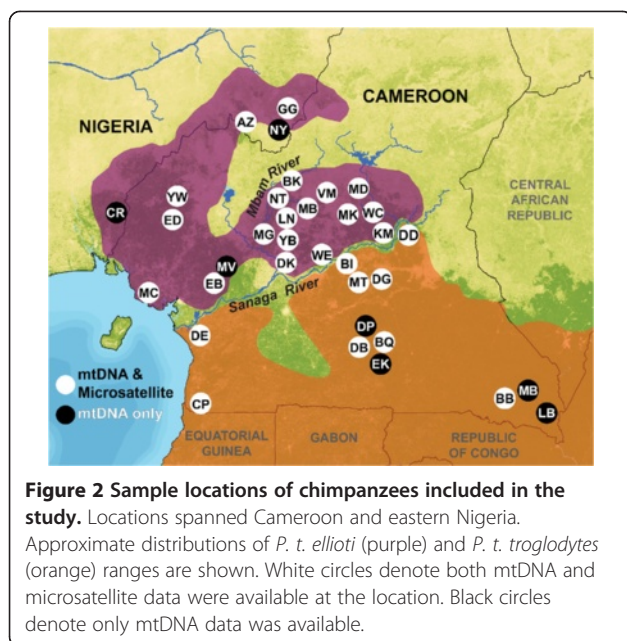 NIGERIA
CAMEROON
GG
AZ
NY
Mbam River
BK
YW
NT
VM
MD
CENTRAL
AFRICAN
REPUBLIC
CR
ED
LN
MB
MK
WC
MG
YB
KM
DD
MV
DK
WE
BI
EB
MC
Sanaga River
MT
DG
DE
DP
DB
BQ
EK
mtDNA &
Microsatellite
mtDNA only
CP
BB
MB
LB
EQUATORIAL
GUINEA
GABON
REPUBLIC
OF CONGO
Figure 2 Sample locations of chimpanzees included in the
study. Locations spanned Cameroon and eastern Nigeria.
Approximate distributions of P. t. ellioti (purple) and P. t. troglodytes
(orange) ranges are shown. White circles denote both mtDNA and
microsatellite data were available at the location. Black circles
denote only mtDNA data was available.